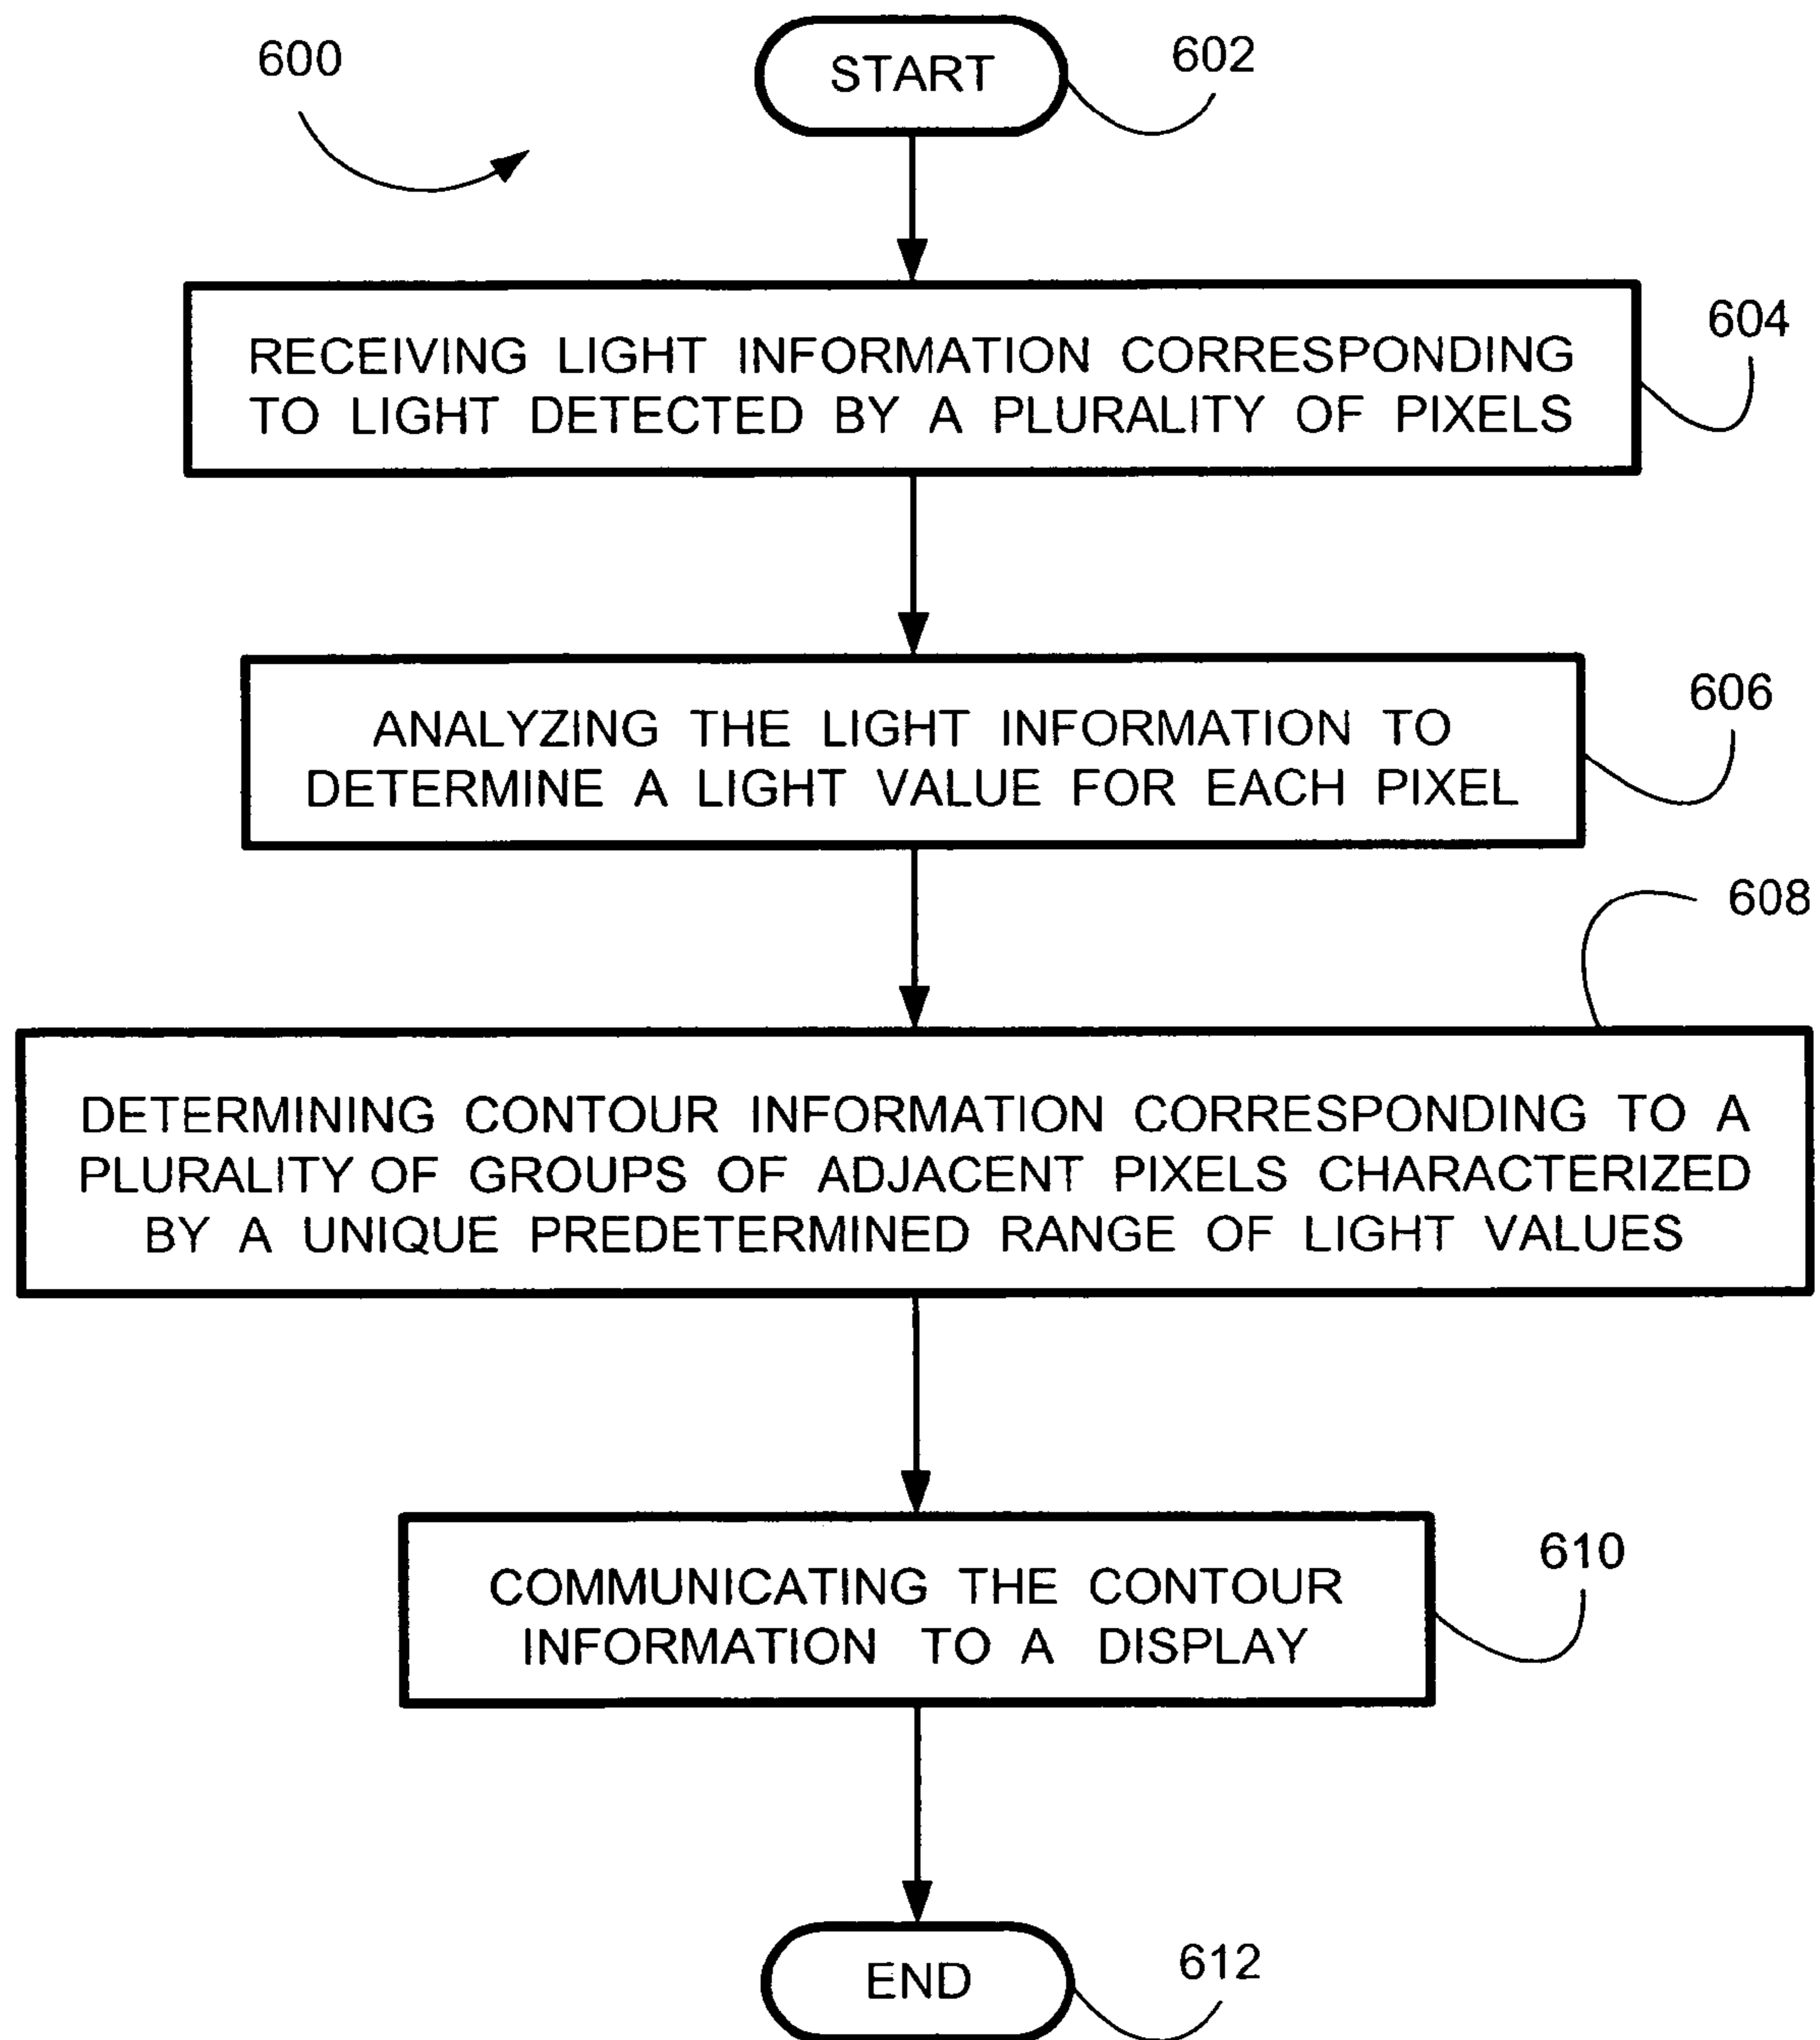 600
START
602
RECEIVING LIGHT INFORMATION CORRESPONDING
TO LIGHT DETECTED BY A PLURALITY OF PIXELS
604
ANALYZING THE LIGHT INFORMATION TO
DETERMINE A LIGHT VALUE FOR EACH PIXEL
606
608
DETERMINING CONTOUR INFORMATION CORRESPONDING TO A
PLURALITY OF GROUPS OF ADJACENT PIXELS CHARACTERIZED
BY A UNIQUE PREDETERMINED RANGE OF LIGHT VALUES
COMMUNICATING THE CONTOUR
INFORMATION TO A DISPLAY
610
END
612